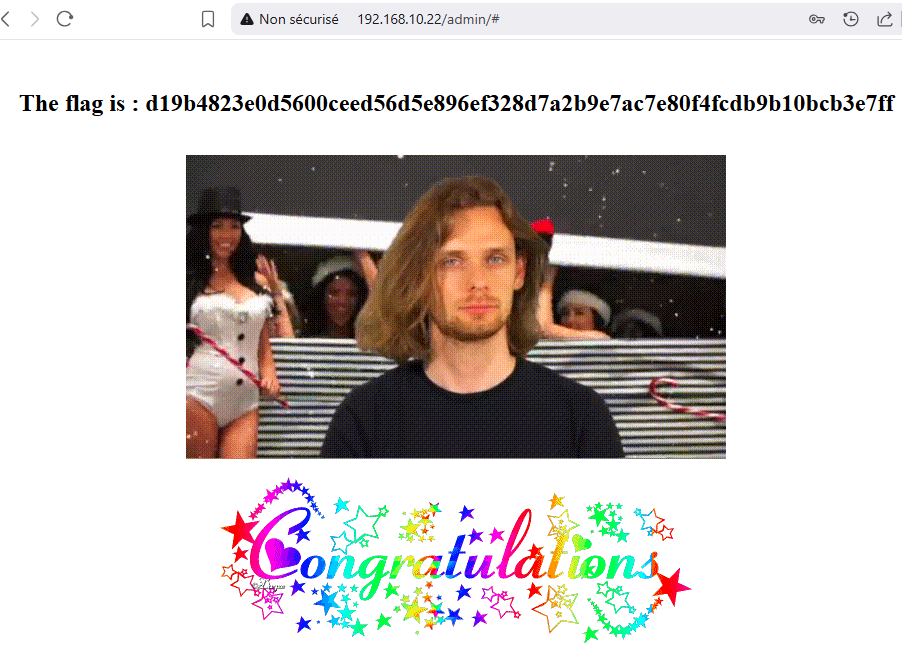 Non sécurisé 192.168.10.22/admin/#
The flag is : d19b4823e0d5600ceed56d5e896ef328d7a2b9e7ac7e80f4fcdb9b10bcb3e7ff
Congratulations